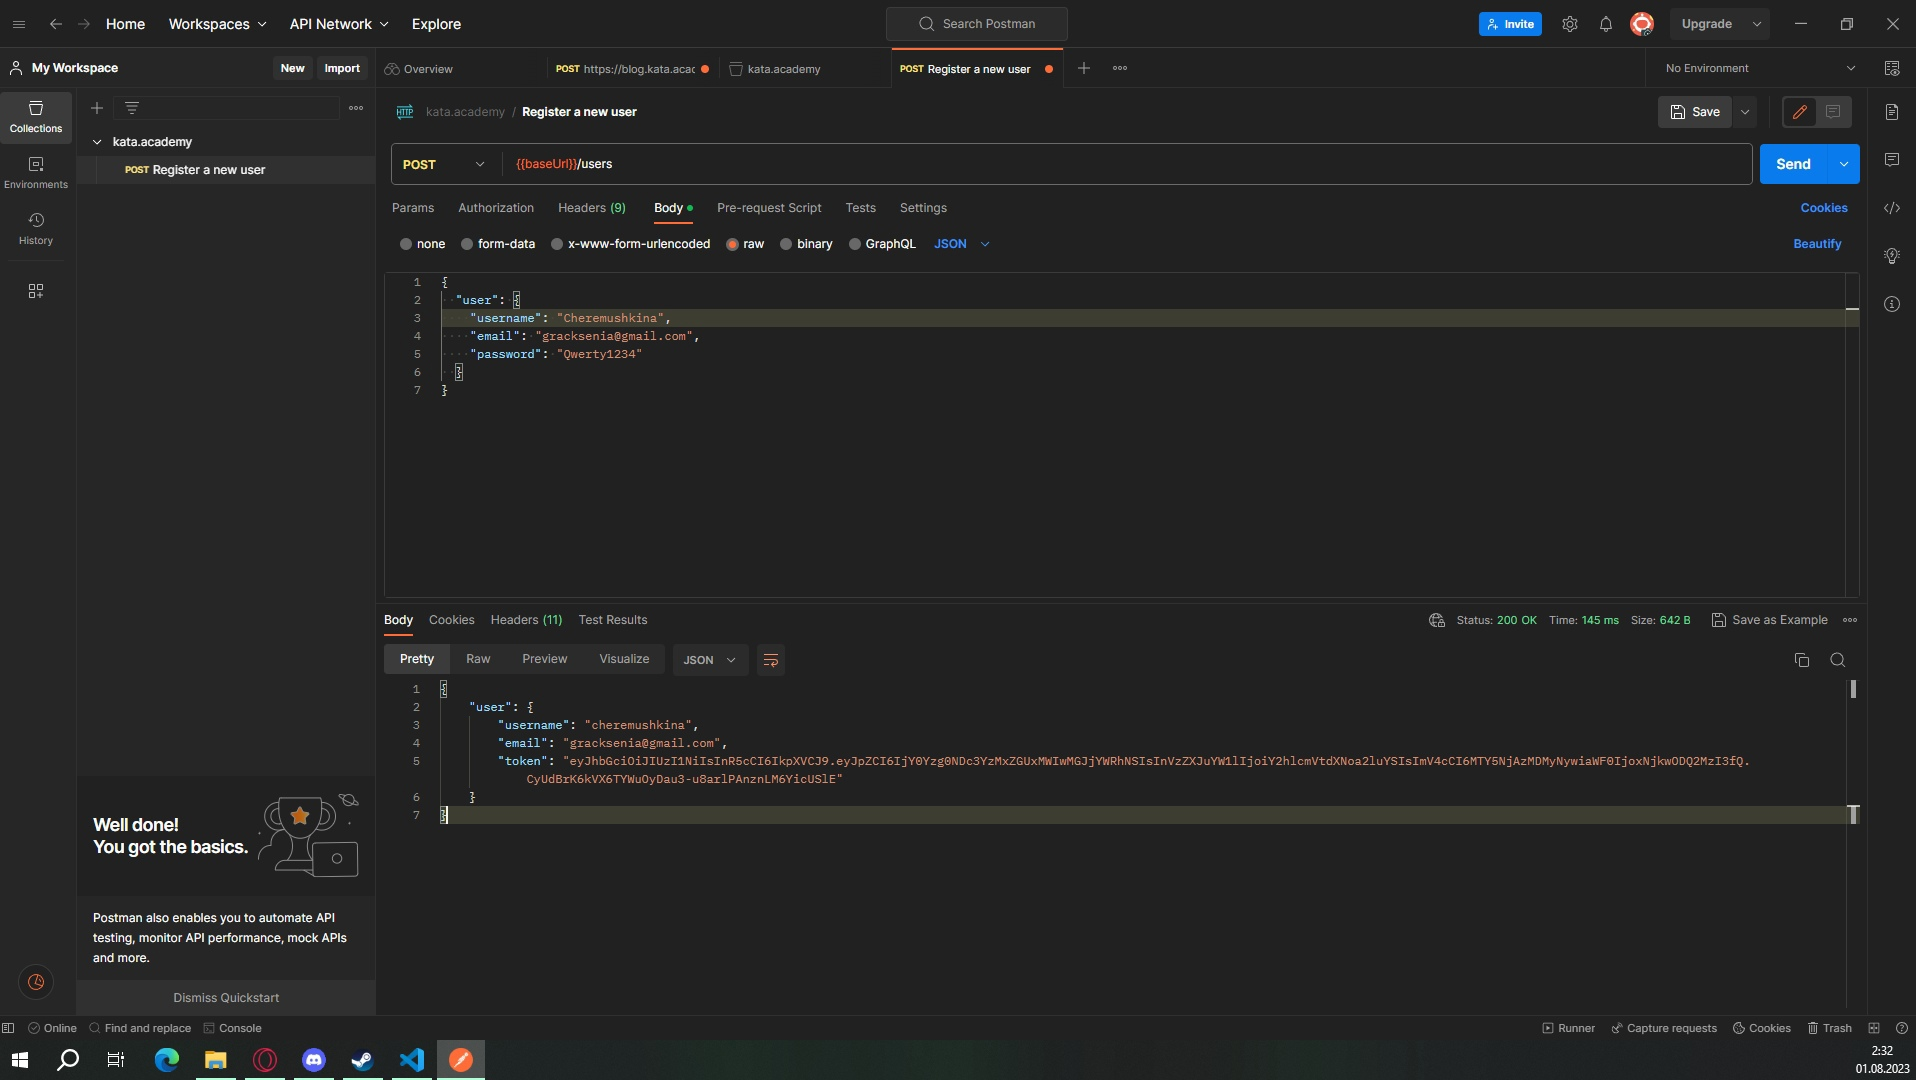 Home Workspaces API Network Explore Search Postman Invite Upgrade
My Workspace New Import Overview POST https://blog.kata.acac kata.academy POST Register a new user No Environment
Collections
Environments
History
kata.academy
POST Register a new user
HTTP kata.academy / Register a new user Save
POST {{baseUrl}}/users Send
Params Authorization Headers (9) Body Pre-request Script Tests Settings Cookies
none form-data x-www-form-urlencoded raw binary GraphQL JSON Beautify
1 {
2 "user": {
3 "username": "Cheremushkina",
4 "email": "gracksenia@gmail.com",
5 "password": "Qwerty1234"
6 }
7 }
Body Cookies Headers (11) Test Results Status: 200 OK Time: 145 ms Size: 642 B Save as Example
Pretty Raw Preview Visualize JSON
1 {
2 "user": {
3 "username": "cheremushkina",
4 "email": "gracksenia@gmail.com",
5 "token": "eyJhbGciOiJIUzI1NiIsInR5cCI6IkpXVCJ9.eyJpZCI6IjY0Yzg0NDc3YzMxZGUxMWIwMGJjYWRhNSIsInVzZXJuYW1lIjoiY2hlcmVtdXNoa2luYSIsImV4cCI6MTY5NjAzMDMyNywiaWF0IjoxNjkwODQ2MzI3fQ.
CyUdBrK6kVX6TYWuOyDau3-u8arlPAnznLM6YicUSlE"
6 }
7 }
Well done!
You got the basics.
Postman also enables you to automate API
testing, monitor API performance, mock APIs
and more.
Dismiss Quickstart
Online Find and replace Console Runner Capture requests Cookies Trash
2:32
01.08.2023